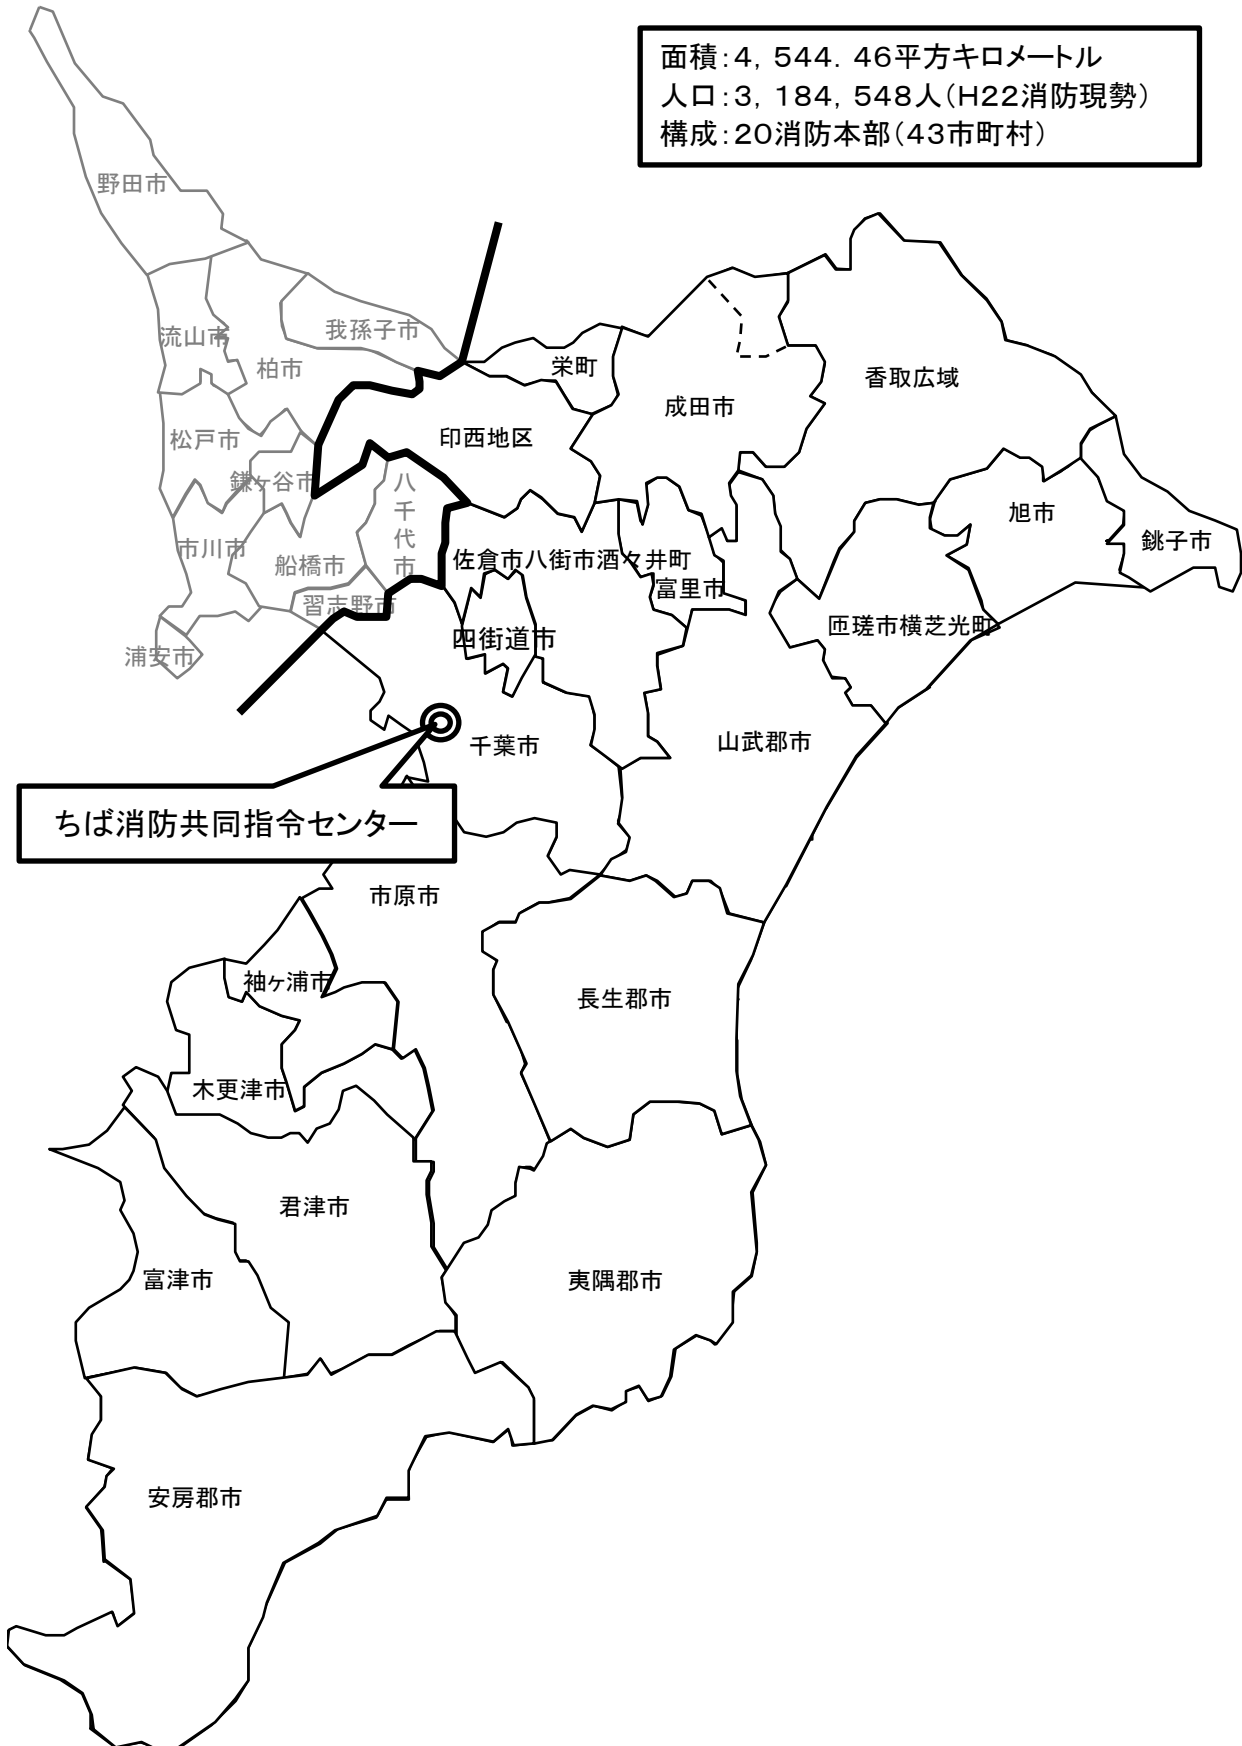 面積:4,544.46平方キロメートル
人口:3,184,548人(H22消防現勢)
構成:20消防本部(43市町村)
野田市
流山市
我孫子市
柏市
栄町
成田市
香取広域
松戸市
印西地区
鎌ヶ谷市
八千代市
旭市
銚子市
市川市
船橋市
佐倉市八街市酒々井町
富里市
習志野市
匝瑳市横芝光町
四街道市
浦安市
千葉市
山武郡市
ちば消防共同指令センター
市原市
袖ヶ浦市
長生郡市
木更津市
君津市
富津市
夷隅郡市
安房郡市